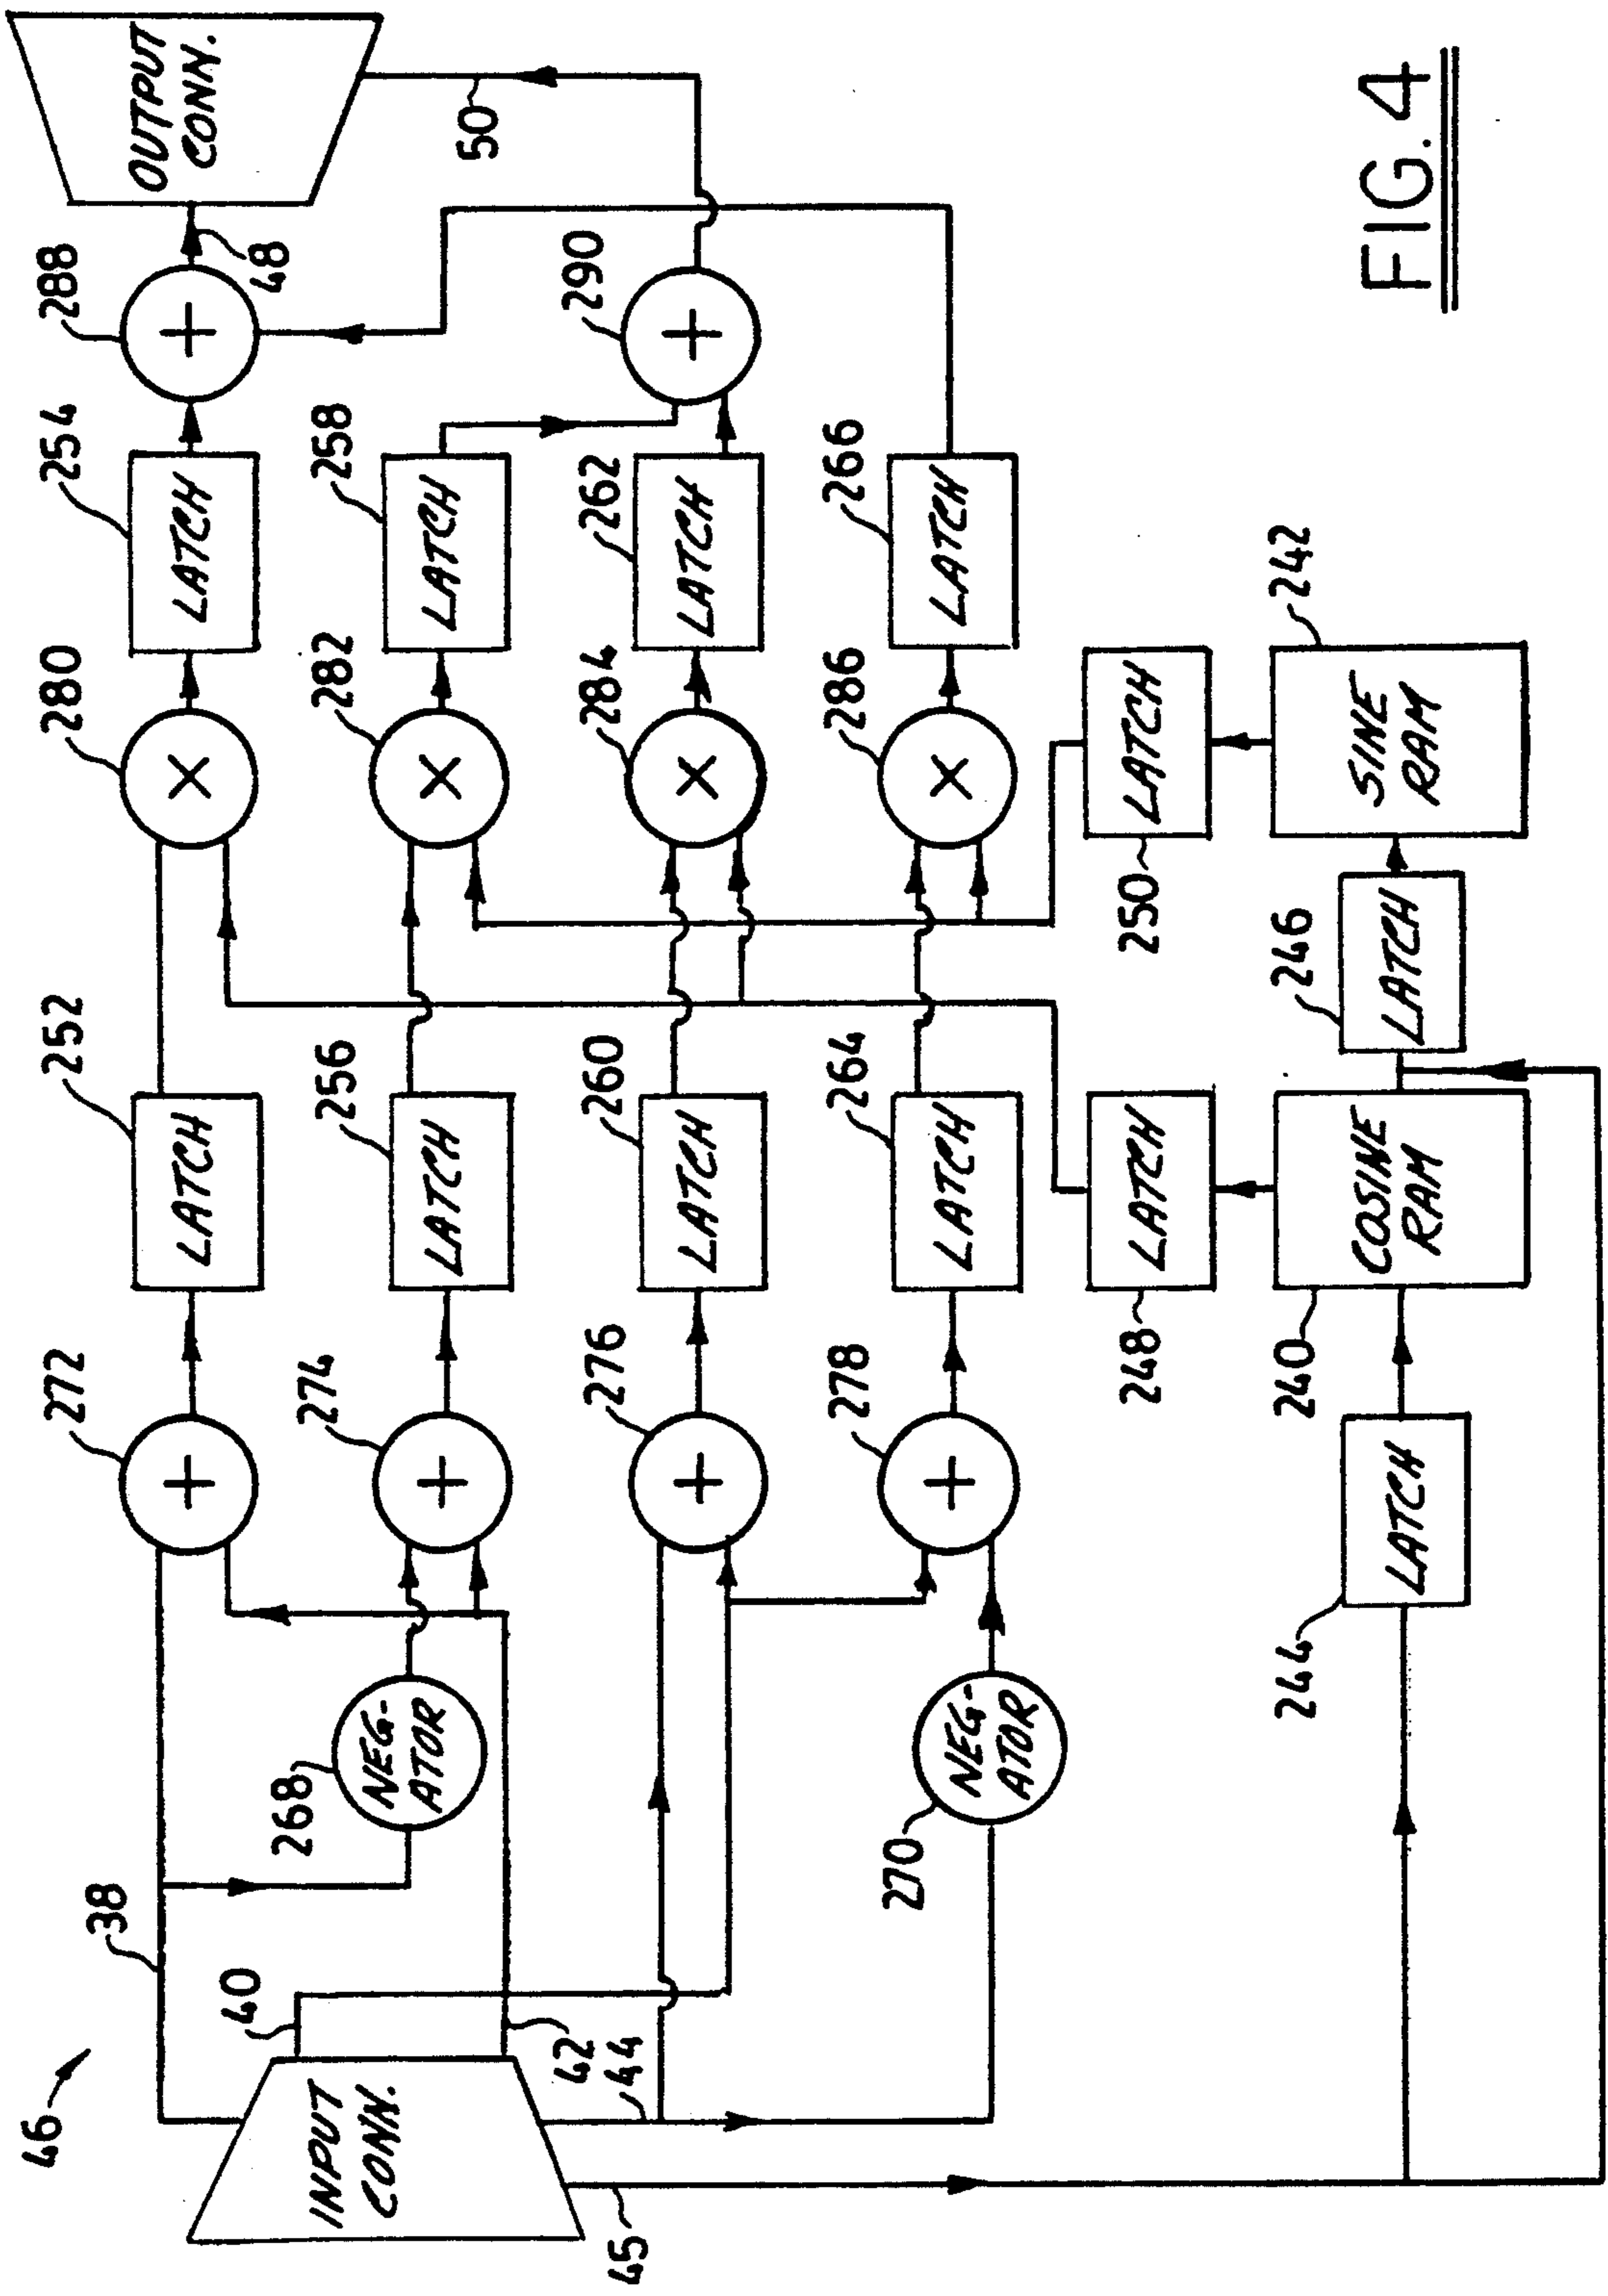 46
38
40
42
44
45
INPUT
CONN.
268
NEG-
ATOR
270
NEG-
ATOR
272
+
274
+
276
+
278
+
252
LATCH
256
LATCH
260
LATCH
264
LATCH
244
LATCH
248
LATCH
240
COSINE
RAM
246
LATCH
250
LATCH
242
SINE
RAM
280
×
282
×
284
×
286
×
254
LATCH
258
LATCH
262
LATCH
266
LATCH
288
+
290
+
48
50
OUTPUT
CONN.
FIG. 4